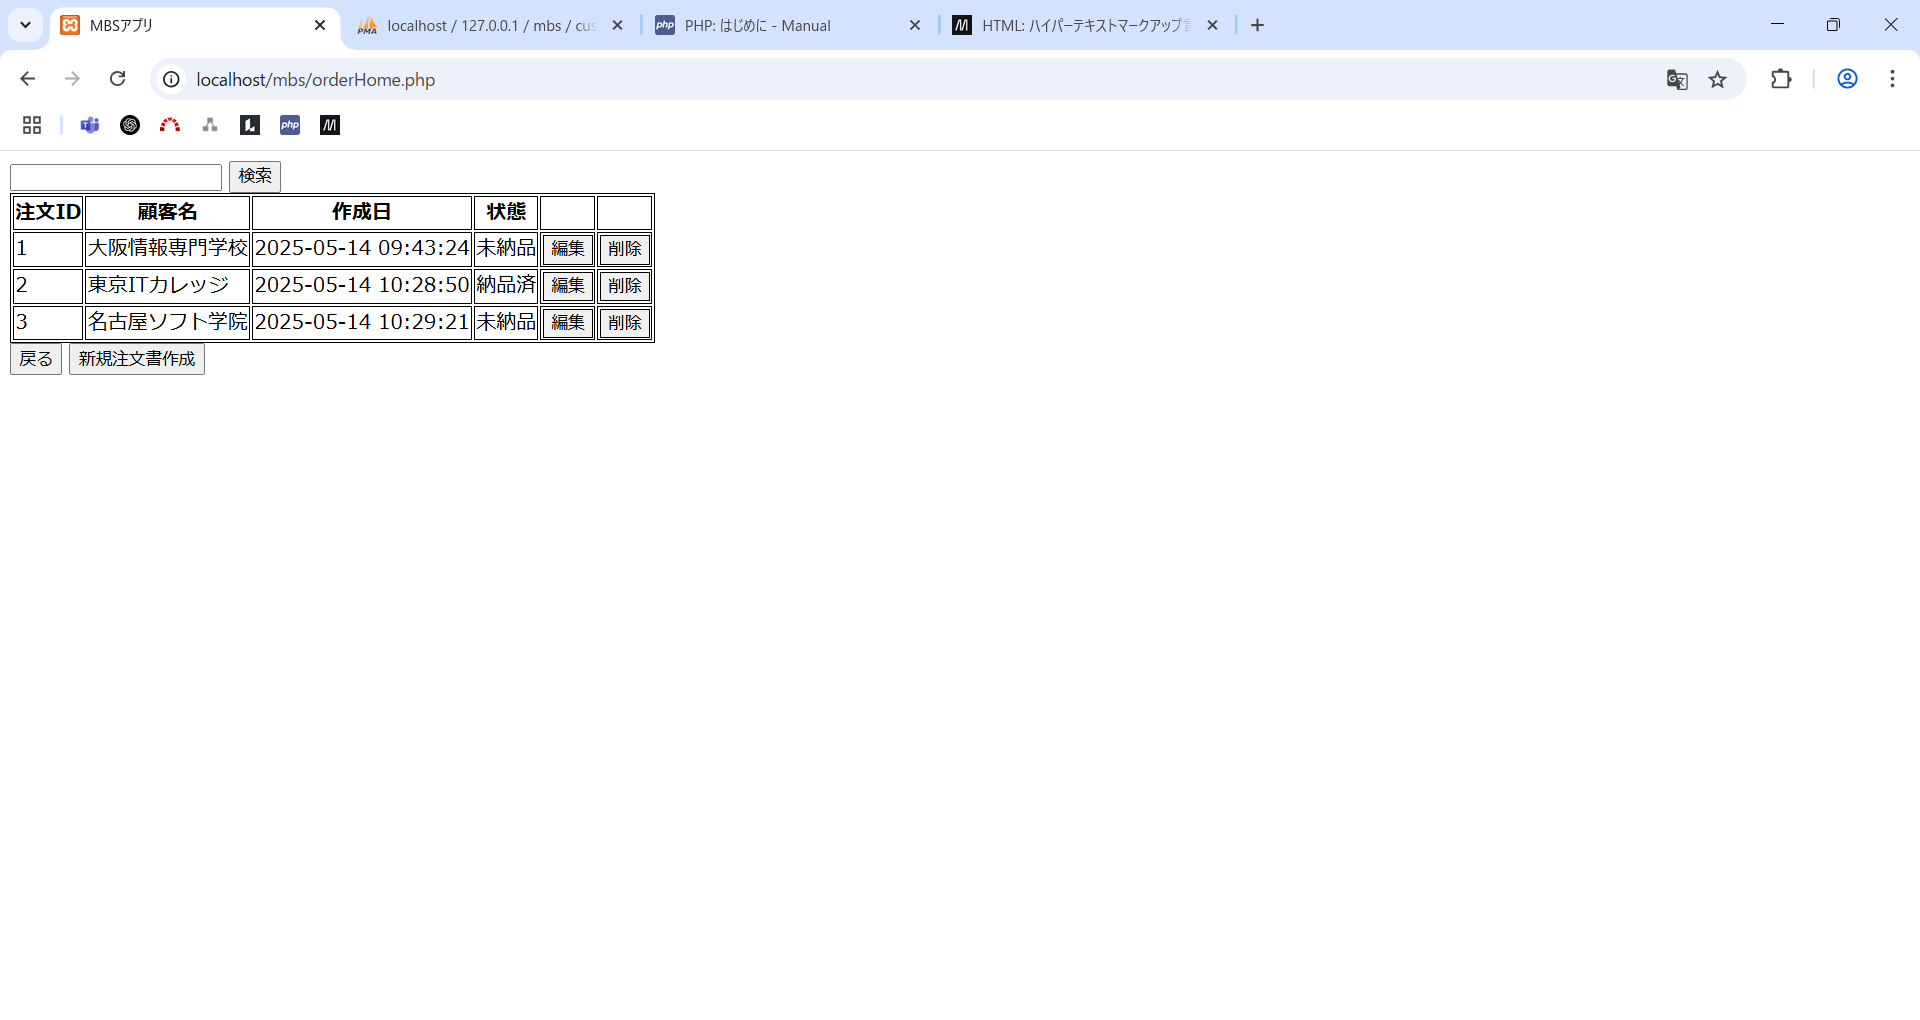 MBSアプリ
localhost / 127.0.0.1 / mbs / cus
PHP: はじめに - Manual
HTML: ハイパーテキストマークアップ言
localhost/mbs/orderHome.php
検索
注文ID 顧客名 作成日 状態
1 大阪情報専門学校 2025-05-14 09:43:24 未納品 編集 削除
2 東京ITカレッジ 2025-05-14 10:28:50 納品済 編集 削除
3 名古屋ソフト学院 2025-05-14 10:29:21 未納品 編集 削除
戻る 新規注文書作成